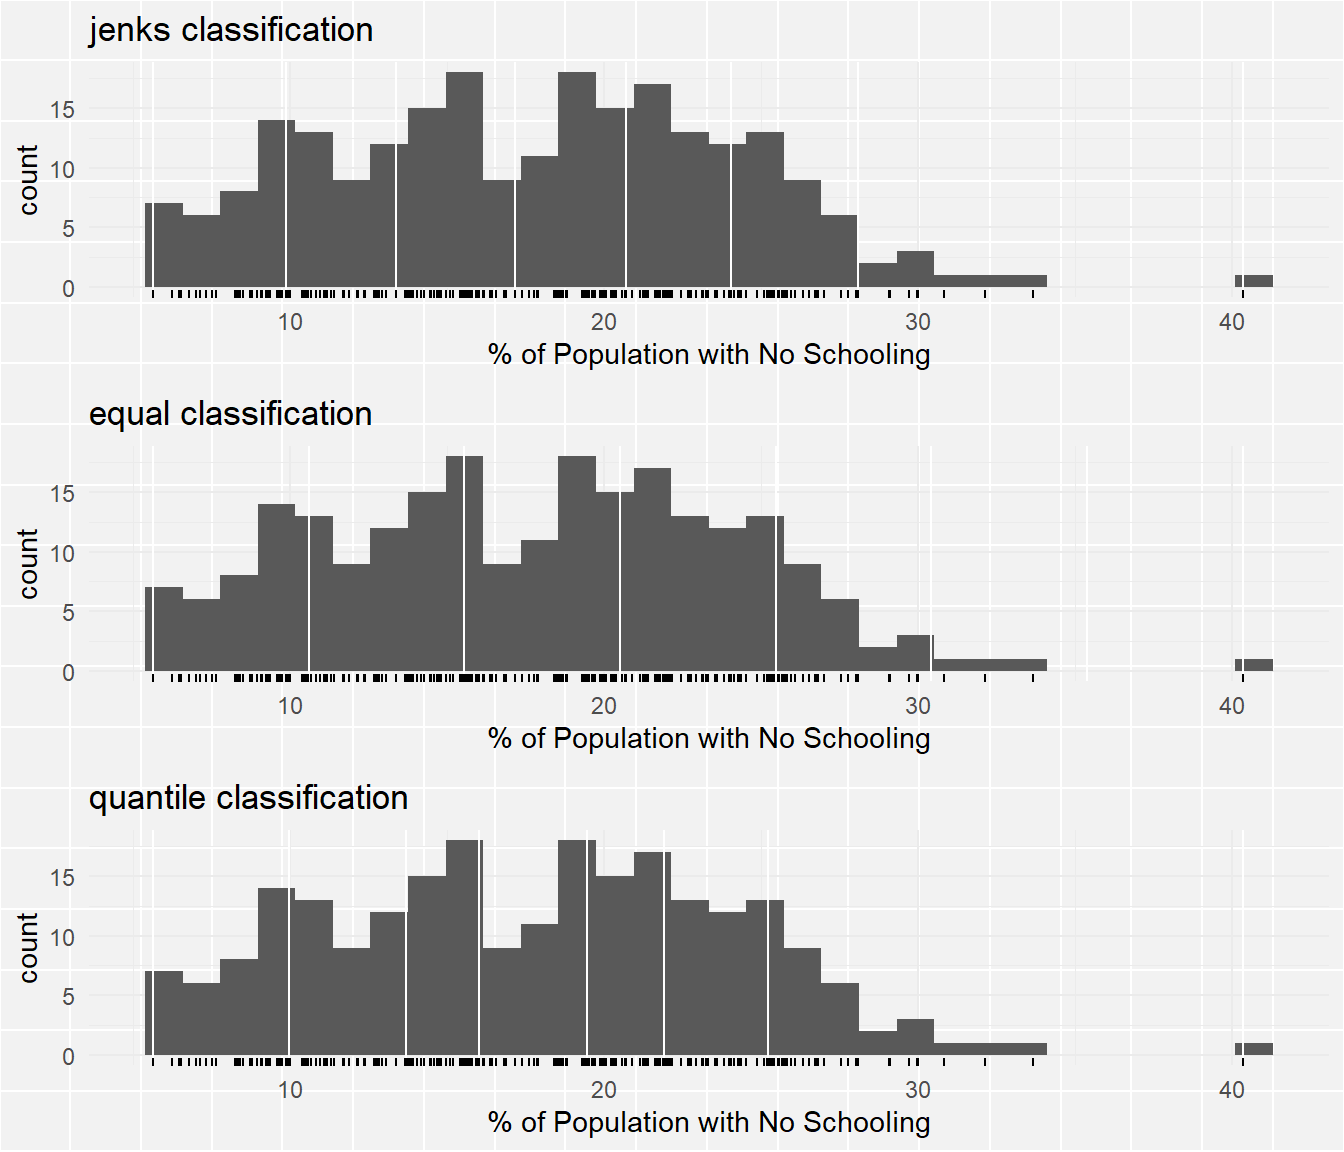 jenks classification
15
10
5
0
count
10 20 30 40
% of Population with No Schooling
equal classification
15
10
5
0
count
10 20 30 40
% of Population with No Schooling
quantile classification
15
10
5
0
count
10 20 30 40
% of Population with No Schooling